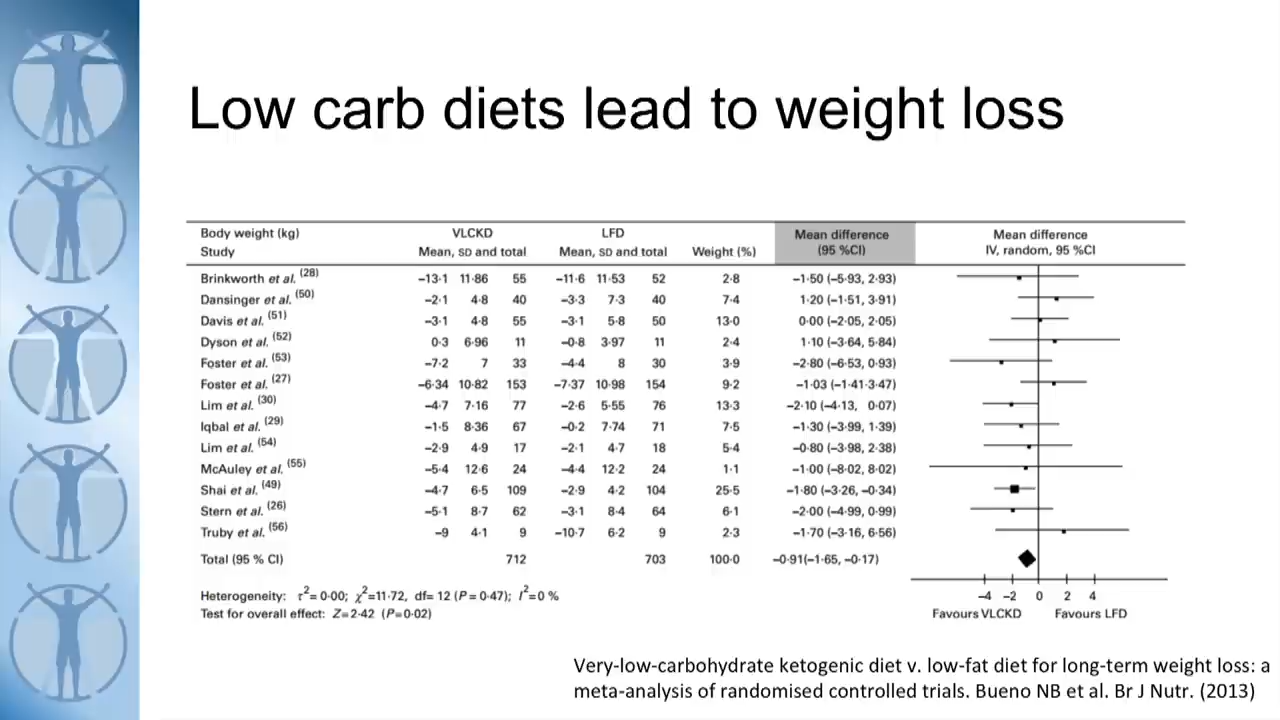 Low carb diets lead to weight loss
Body weight (kg) VLCKD LFD Mean difference Mean difference
Study Mean, SD and total Mean, SD and total Weight (%) (95 %CI) IV, random, 95 %CI
Brinkworth et al. (28) −13·1 11·86 55 −11·6 11·53 52 2·8 −1·50 (−5·93, 2·93)
Dansinger et al. (50) −2·1 4·8 40 −3·3 7·3 40 7·4 1·20 (−1·51, 3·91)
Davis et al. (51) −3·1 4·8 55 −3·1 5·8 50 13·0 0·00 (−2·05, 2·05)
Dyson et al. (52) 0·3 6·96 11 −0·8 3·97 11 2·4 1·10 (−3·64, 5·84)
Foster et al. (53) −7·2 7 33 −4·4 8 30 3·9 −2·80 (−6·53, 0·93)
Foster et al. (27) −6·34 10·82 153 −7·37 10·98 154 9·2 −1·03 (−1·41·3·47)
Lim et al. (30) −4·7 7·16 77 −2·6 5·55 76 13·3 −2·10 (−4·13, 0·07)
Iqbal et al. (29) −1·5 8·36 67 −0·2 7·74 71 7·5 −1·30 (−3·99, 1·39)
Lim et al. (54) −2·9 4·9 17 −2·1 4·7 18 5·4 −0·80 (−3·98, 2·38)
McAuley et al. (55) −5·4 12·6 24 −4·4 12·2 24 1·1 −1·00 (−8·02, 8·02)
Shai et al. (49) −4·7 6·5 109 −2·9 4·2 104 25·5 −1·80 (−3·26, −0·34)
Stern et al. (26) −5·1 8·7 62 −3·1 8·4 64 6·1 −2·00 (−4·99, 0·99)
Truby et al. (56) −9 4·1 9 −10·7 6·2 9 2·3 −1·70 (−3·16, 6·56)
Total (95 % CI) 712 703 100·0 −0·91(−1·65, −0·17)
Heterogeneity: τ²= 0·00; χ²=11·72, df= 12 (P= 0·47); I²=0 %
Test for overall effect: Z=2·42 (P=0·02)
−4 −2 0 2 4
Favours VLCKD Favours LFD
Very-low-carbohydrate ketogenic diet v. low-fat diet for long-term weight loss: a
meta-analysis of randomised controlled trials. Bueno NB et al. Br J Nutr. (2013)